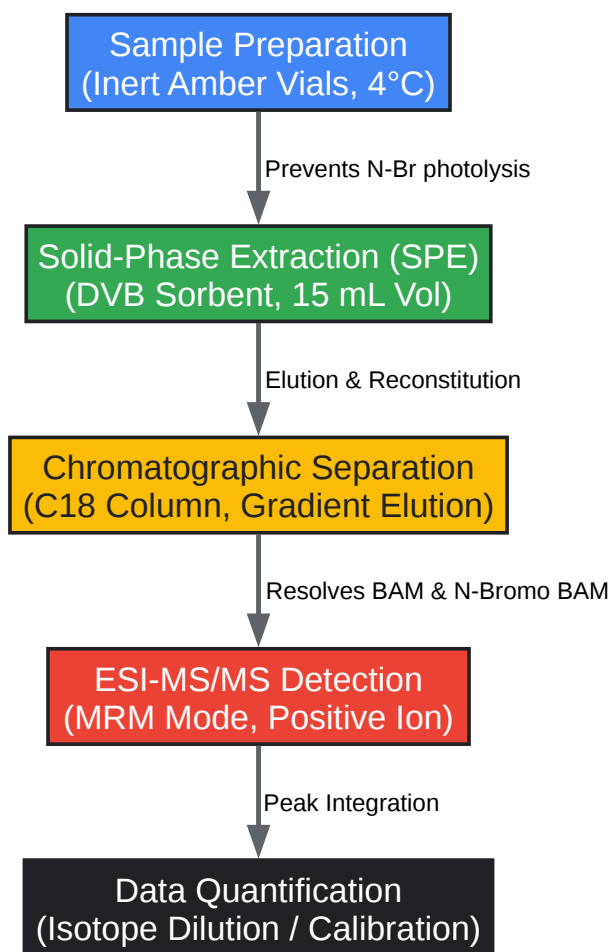 Sample Preparation
(Inert Amber Vials, 4°C)
Prevents N-Br photolysis
Solid-Phase Extraction (SPE)
(DVB Sorbent, 15 mL Vol)
Elution & Reconstitution
Chromatographic Separation
(C18 Column, Gradient Elution)
Resolves BAM & N-Bromo BAM
ESI-MS/MS Detection
(MRM Mode, Positive Ion)
Peak Integration
Data Quantification
(Isotope Dilution / Calibration)